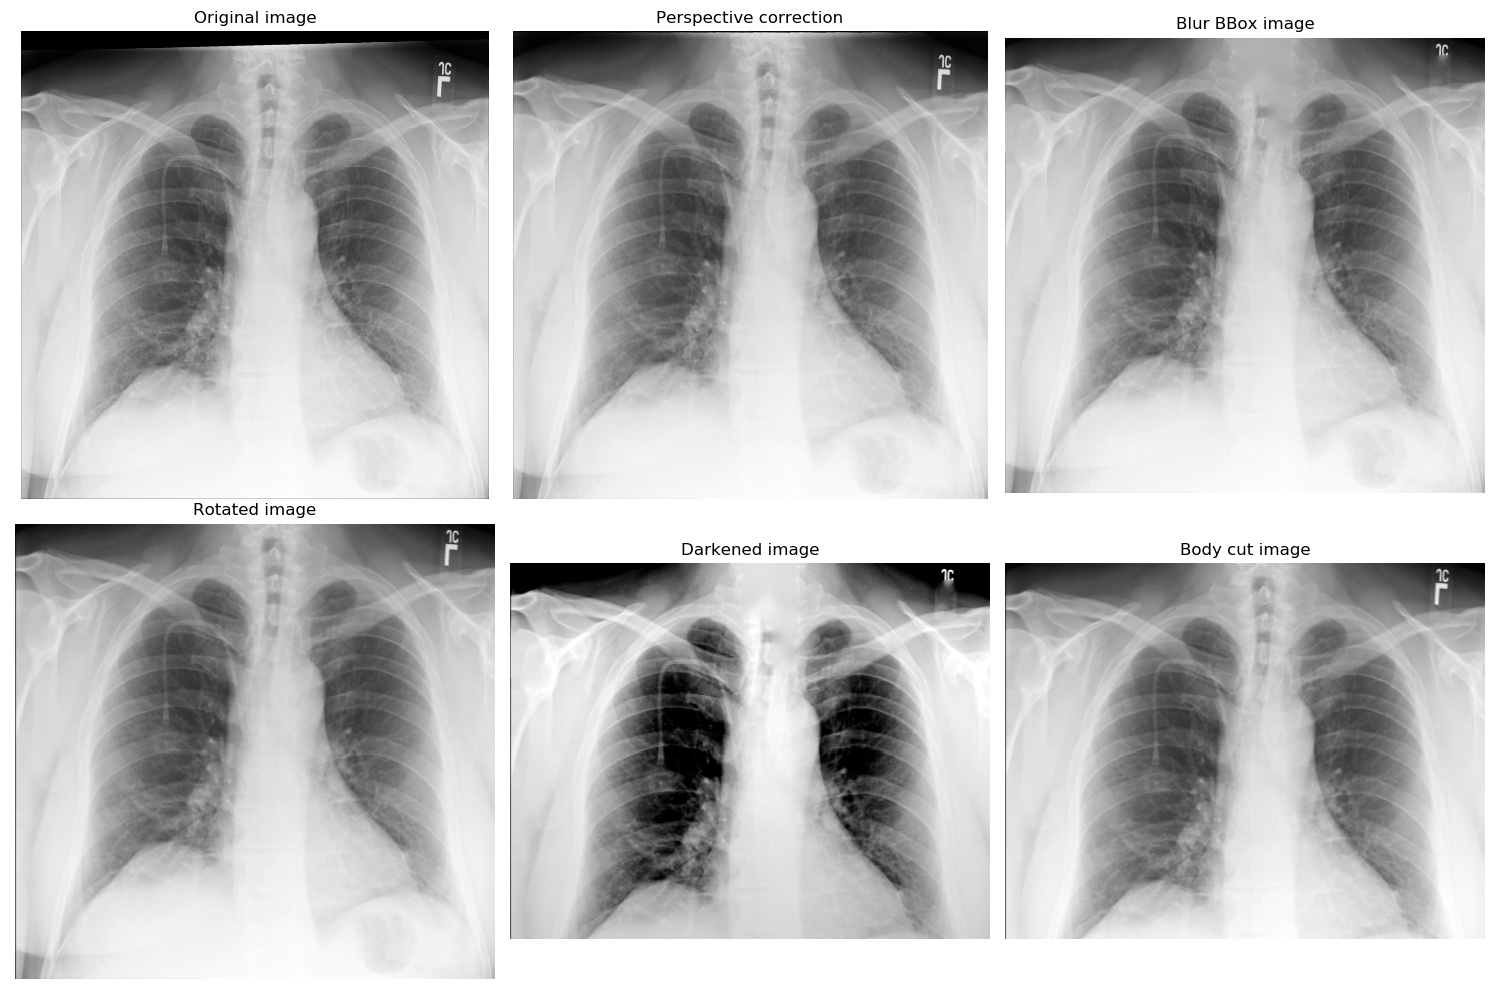 Original image
Perspective correction
Blur BBox image
Rotated image
Darkened image
Body cut image